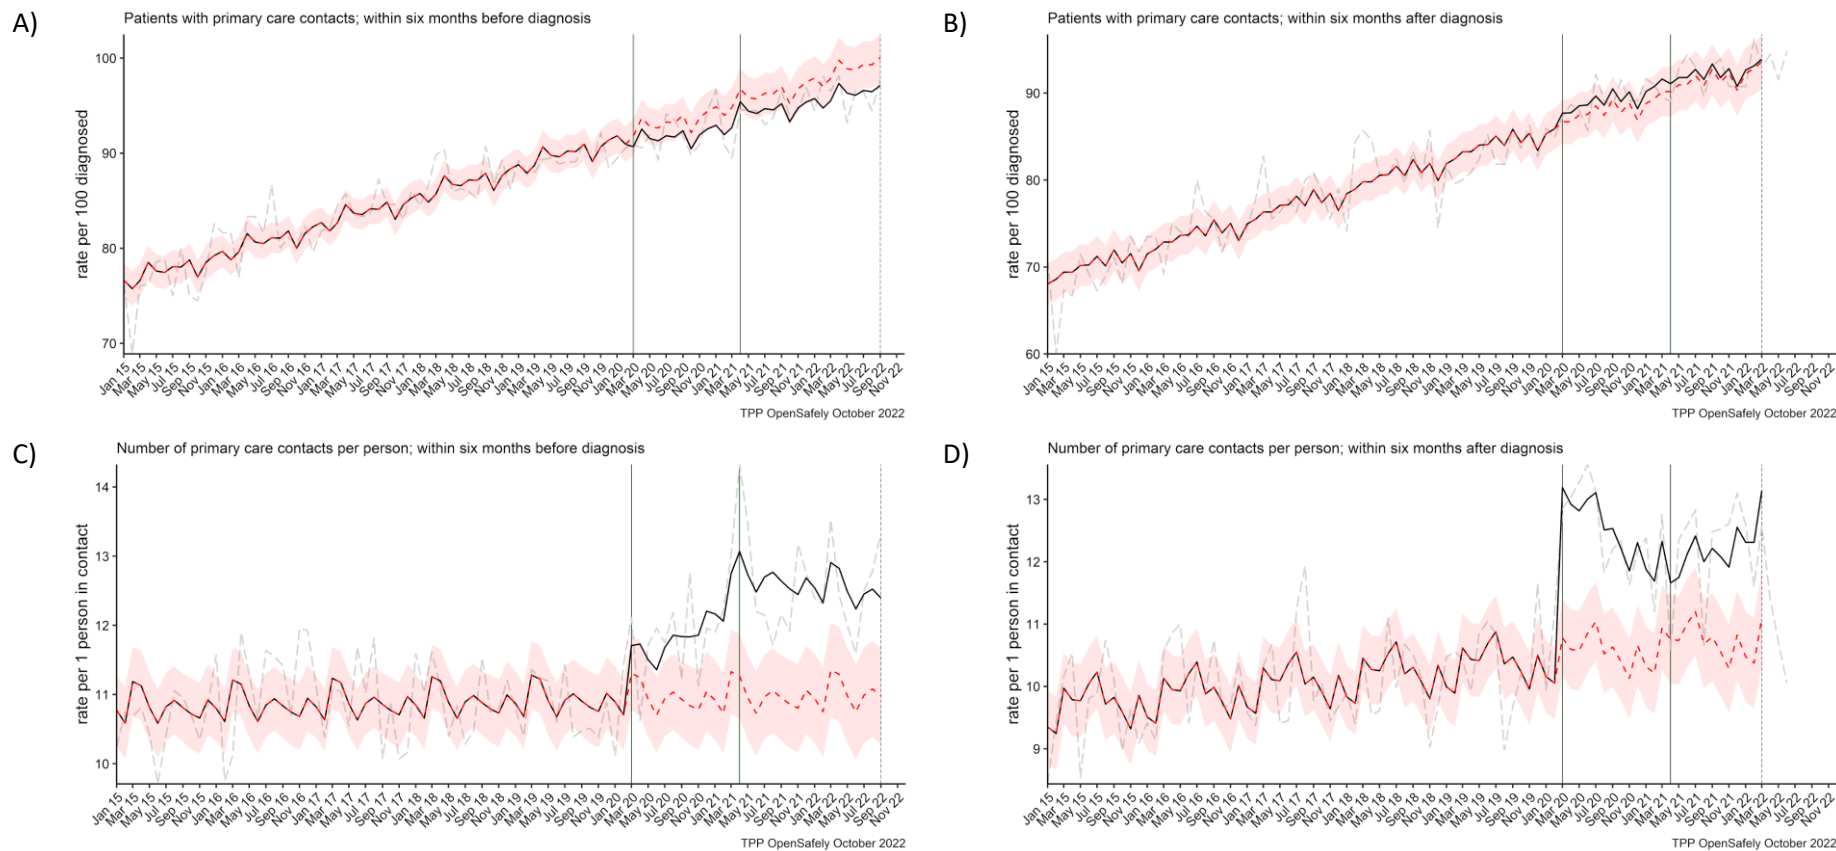 A)
Patients with primary care contacts; within six months before diagnosis
rate per 100 diagnosed
100
90
80
70
Jan 15 Mar 15 May 15 Jul 15 Sep 15 Nov 15 Jan 16 Mar 16 May 16 Jul 16 Sep 16 Nov 16 Jan 17 Mar 17 May 17 Jul 17 Sep 17 Nov 17 Jan 18 Mar 18 May 18 Jul 18 Sep 18 Nov 18 Jan 19 Mar 19 May 19 Jul 19 Sep 19 Nov 19 Jan 20 Mar 20 May 20 Jul 20 Sep 20 Nov 20 Jan 21 Mar 21 May 21 Jul 21 Sep 21 Nov 21 Jan 22 Mar 22 May 22 Jul 22 Sep 22 Nov 22
TPP OpenSafely October 2022
B)
Patients with primary care contacts; within six months after diagnosis
rate per 100 diagnosed
90
80
70
60
Jan 15 Mar 15 May 15 Jul 15 Sep 15 Nov 15 Jan 16 Mar 16 May 16 Jul 16 Sep 16 Nov 16 Jan 17 Mar 17 May 17 Jul 17 Sep 17 Nov 17 Jan 18 Mar 18 May 18 Jul 18 Sep 18 Nov 18 Jan 19 Mar 19 May 19 Jul 19 Sep 19 Nov 19 Jan 20 Mar 20 May 20 Jul 20 Sep 20 Nov 20 Jan 21 Mar 21 May 21 Jul 21 Sep 21 Nov 21 Jan 22 Mar 22 May 22 Jul 22 Sep 22 Nov 22
TPP OpenSafely October 2022
C)
Number of primary care contacts per person; within six months before diagnosis
rate per 1 person in contact
14
13
12
11
10
Jan 15 Mar 15 May 15 Jul 15 Sep 15 Nov 15 Jan 16 Mar 16 May 16 Jul 16 Sep 16 Nov 16 Jan 17 Mar 17 May 17 Jul 17 Sep 17 Nov 17 Jan 18 Mar 18 May 18 Jul 18 Sep 18 Nov 18 Jan 19 Mar 19 May 19 Jul 19 Sep 19 Nov 19 Jan 20 Mar 20 May 20 Jul 20 Sep 20 Nov 20 Jan 21 Mar 21 May 21 Jul 21 Sep 21 Nov 21 Jan 22 Mar 22 May 22 Jul 22 Sep 22 Nov 22
TPP OpenSafely October 2022
D)
Number of primary care contacts per person; within six months after diagnosis
rate per 1 person in contact
13
12
11
10
9
Jan 15 Mar 15 May 15 Jul 15 Sep 15 Nov 15 Jan 16 Mar 16 May 16 Jul 16 Sep 16 Nov 16 Jan 17 Mar 17 May 17 Jul 17 Sep 17 Nov 17 Jan 18 Mar 18 May 18 Jul 18 Sep 18 Nov 18 Jan 19 Mar 19 May 19 Jul 19 Sep 19 Nov 19 Jan 20 Mar 20 May 20 Jul 20 Sep 20 Nov 20 Jan 21 Mar 21 May 21 Jul 21 Sep 21 Nov 21 Jan 22 Mar 22 May 22 Jul 22 Sep 22 Nov 22
TPP OpenSafely October 2022